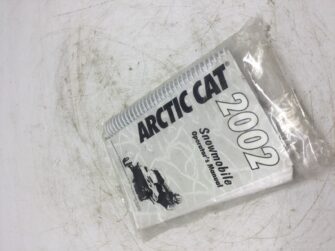 ARCTIC CAT®
2002
Snowmobile
Operator's Manual